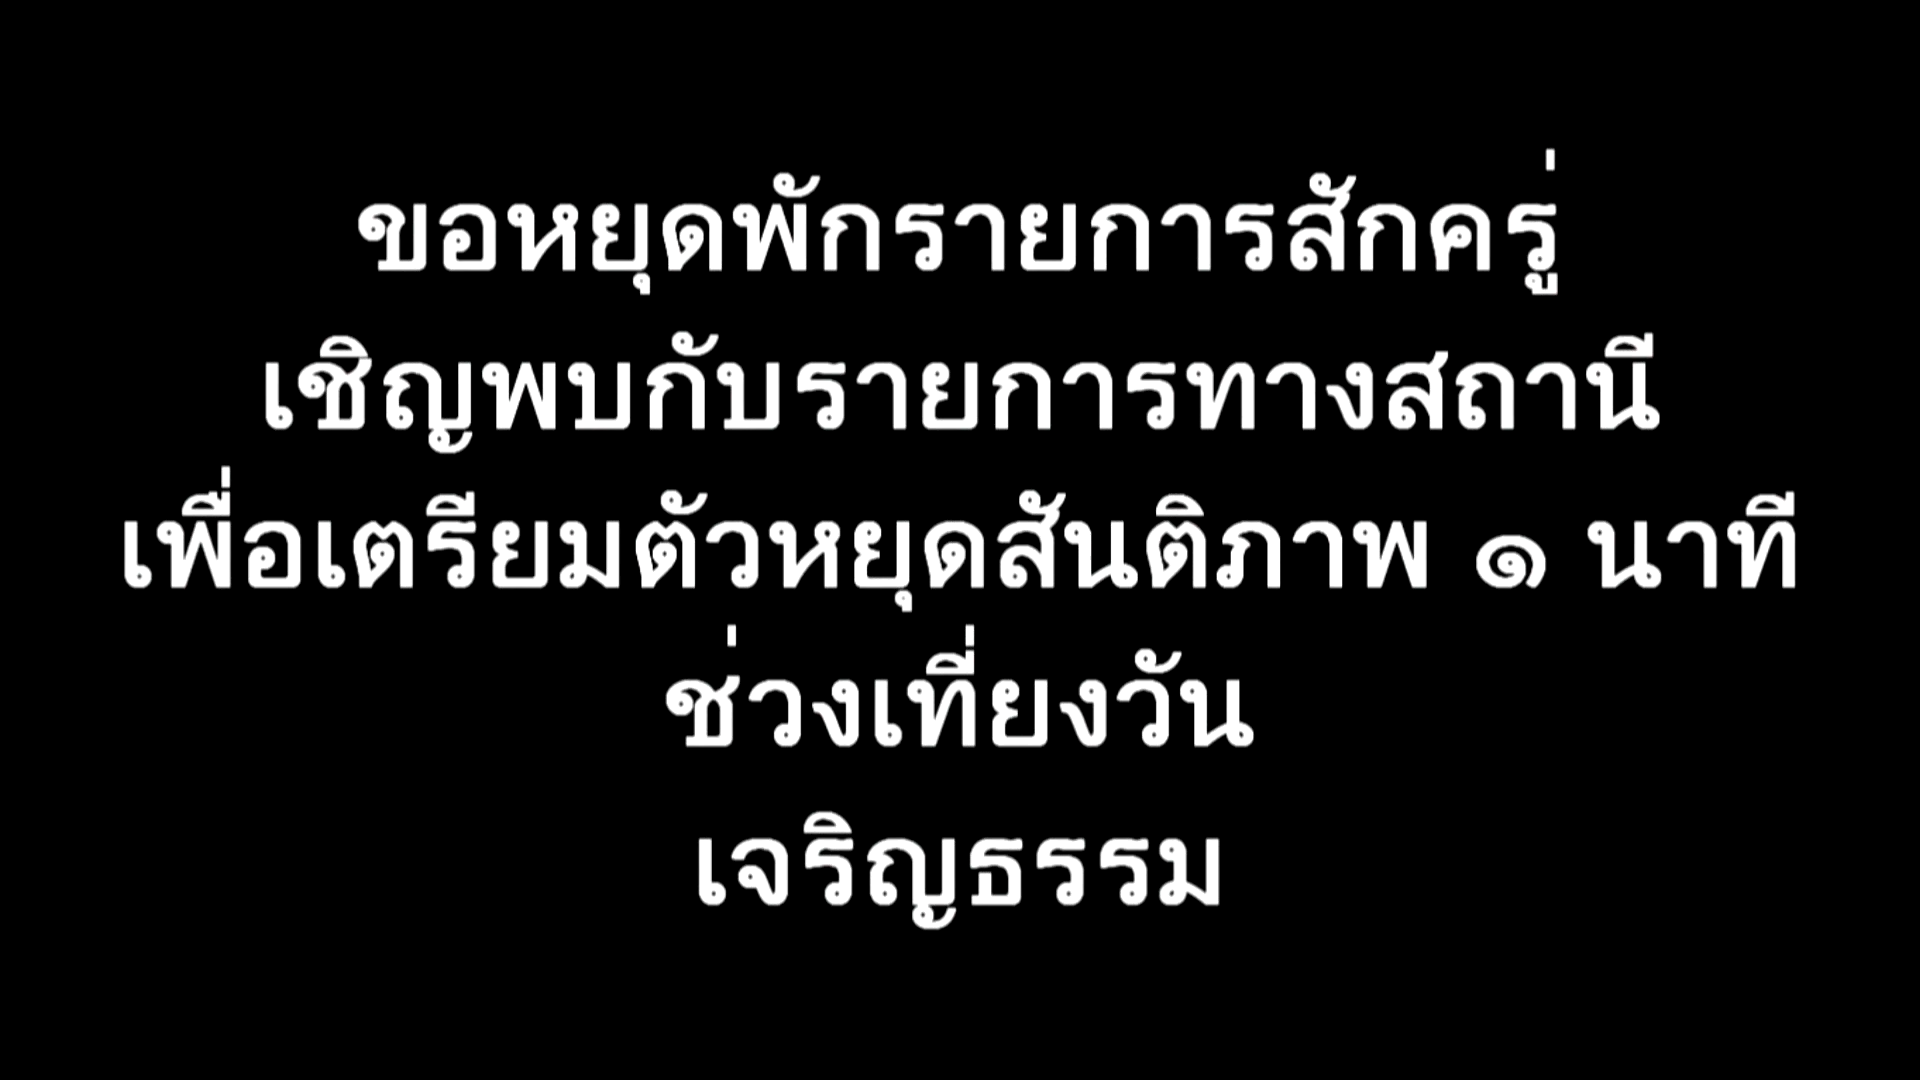 ขอหยุดพักรายการสักครู่
เชิญพบกับรายการทางสถานี
เพื่อเตรียมตัวหยุดสันติภาพ ๑ นาที
ช่วงเที่ยงวัน
เจริญธรรม